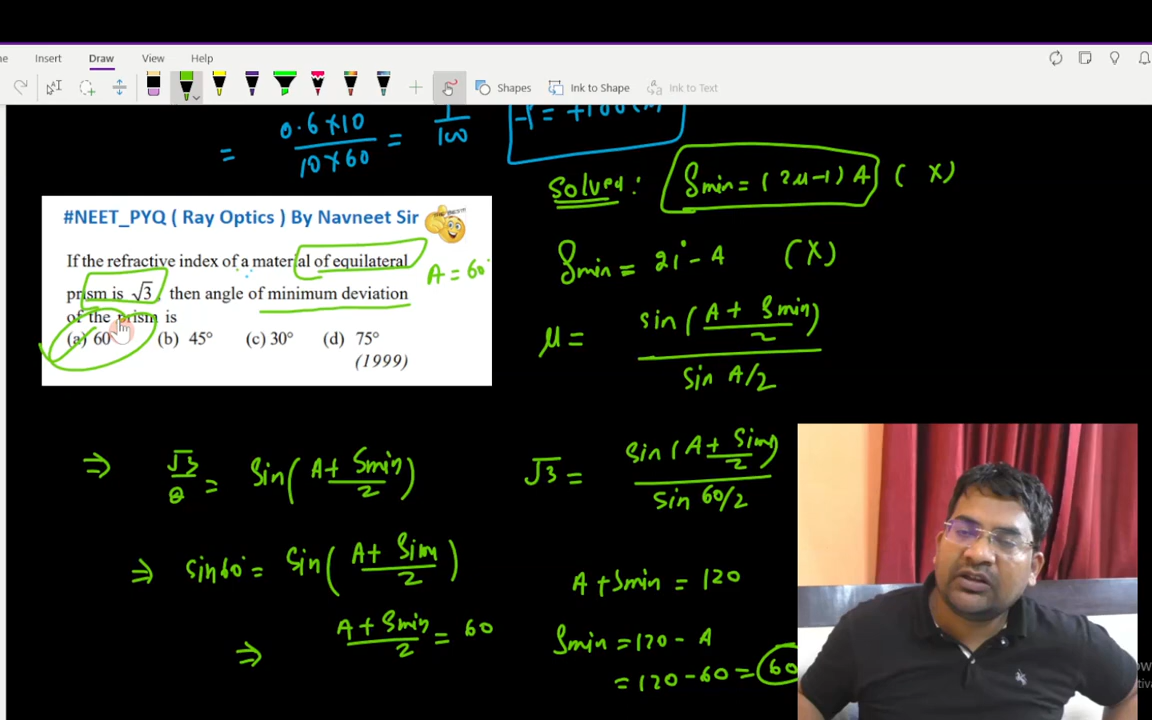 Insert Draw View Help
Shapes Ink to Shape Ink to Text
0.6×10
= 10×60 = 1/100
Solved: δmin = (2μ-1) A ( X)
#NEET_PYQ ( Ray Optics ) By Navneet Sir
If the refractive index of a material of equilateral
prism is √3, then angle of minimum deviation
of the prism is
(a) 60° (b) 45° (c) 30° (d) 75°
(1999)
A = 60°
δmin = 2i - A (X)
μ = sin (A + δmin/2) / sin A/2
⇒ √3/2 = Sin( A + δmin/2 )
√3 = sin (A + δmin/2) / sin 60/2
⇒ sin60° = Sin( A + δmin/2 )
A + δmin = 120
⇒ A + δmin/2 = 60
δmin = 120 - A
= 120 - 60 = 60